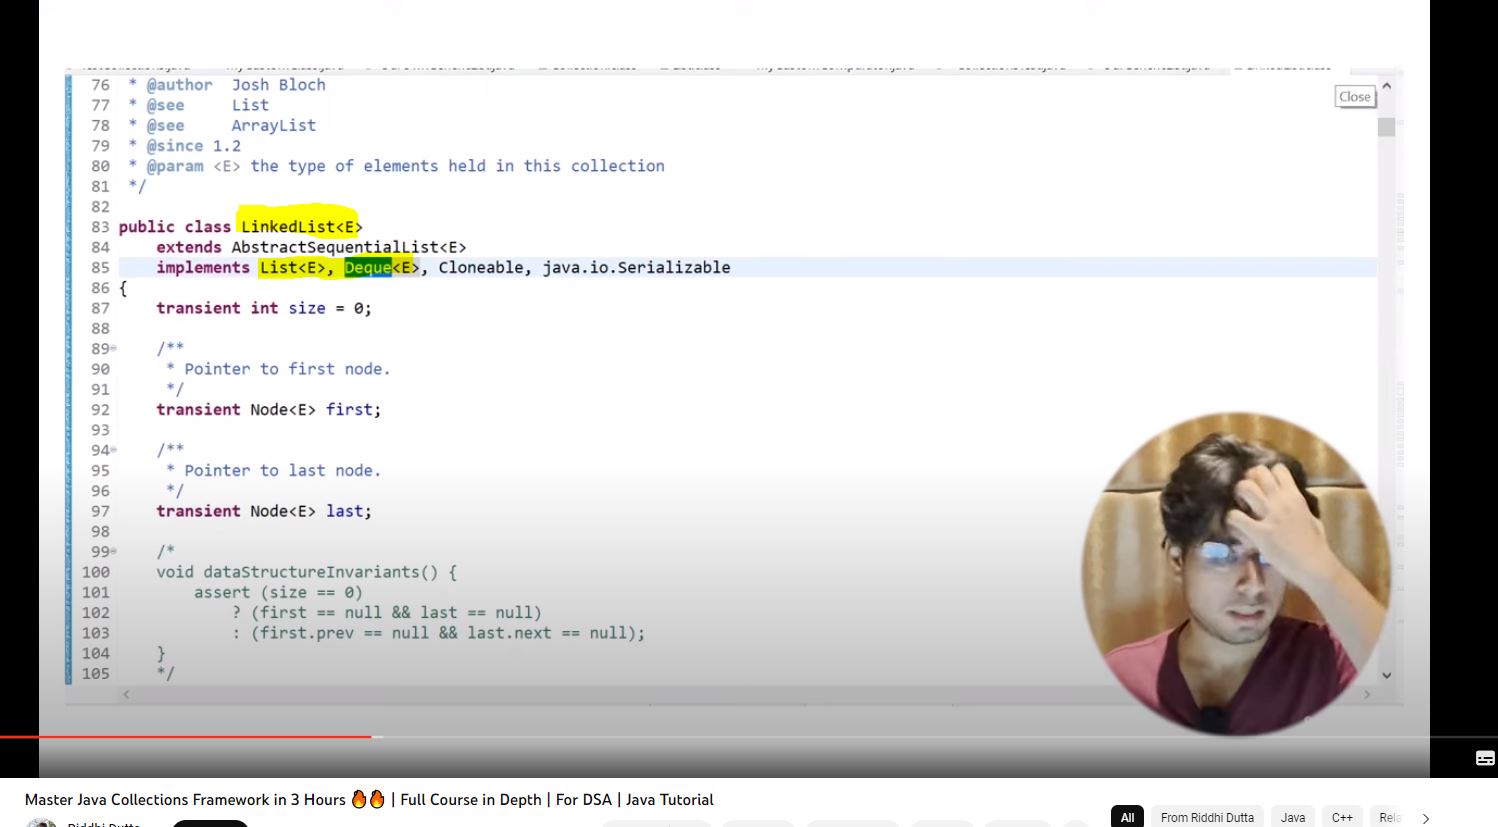 Close
76 * @author Josh Bloch
77 * @see List
78 * @see ArrayList
79 * @since 1.2
80 * @param <E> the type of elements held in this collection
81 */
82
83 public class LinkedList<E>
84 extends AbstractSequentialList<E>
85 implements List<E>, Deque<E>, Cloneable, java.io.Serializable
86 {
87 transient int size = 0;
88
89 /**
90 * Pointer to first node.
91 */
92 transient Node<E> first;
93
94 /**
95 * Pointer to last node.
96 */
97 transient Node<E> last;
98
99 /*
100 void dataStructureInvariants() {
101 assert (size == 0)
102 ? (first == null && last == null)
103 : (first.prev == null && last.next == null);
104 }
105 */
Master Java Collections Framework in 3 Hours 🔥🔥 | Full Course in Depth | For DSA | Java Tutorial
All From Riddhi Dutta Java C++ Rela
Riddhi Dutta